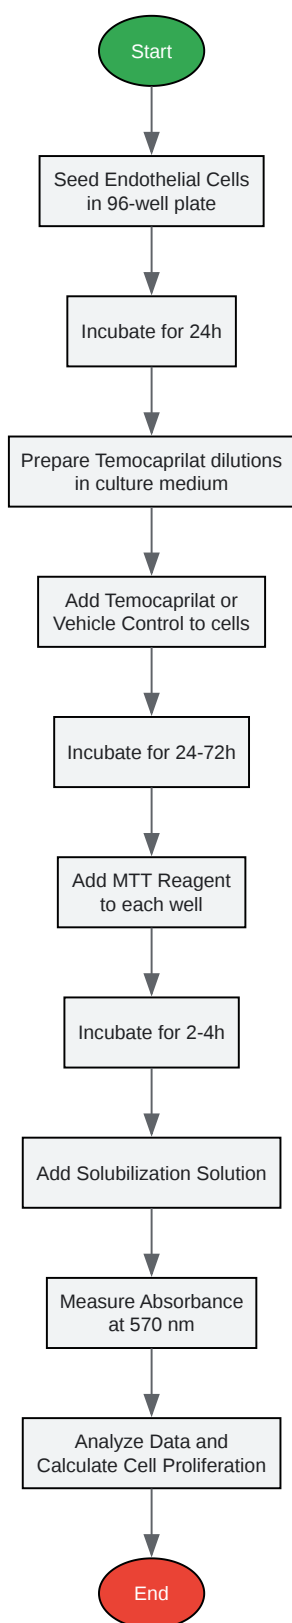 Start
Seed Endothelial Cells
in 96-well plate
Incubate for 24h
Prepare Temocaprilat dilutions
in culture medium
Add Temocaprilat or
Vehicle Control to cells
Incubate for 24-72h
Add MTT Reagent
to each well
Incubate for 2-4h
Add Solubilization Solution
Measure Absorbance
at 570 nm
Analyze Data and
Calculate Cell Proliferation
End